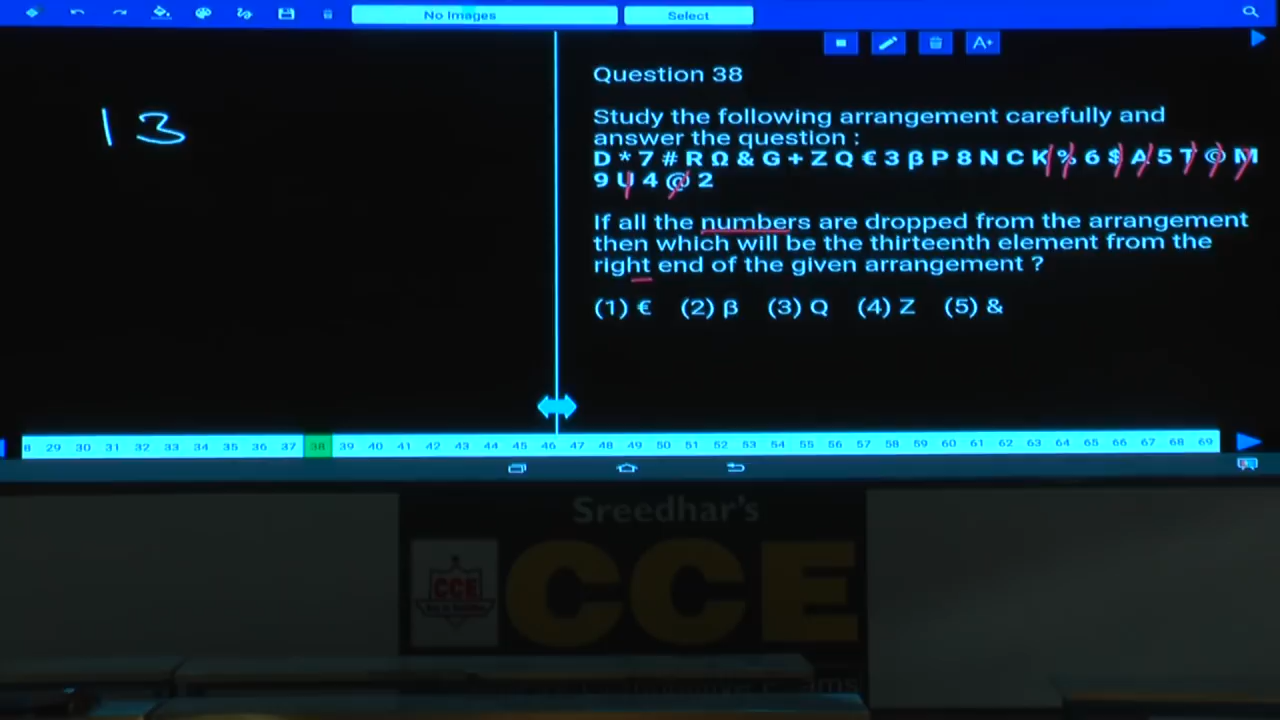 No Images
Select
A+
13
Question 38
Study the following arrangement carefully and
answer the question :
D * 7 # R Ω & G + Z Q € 3 β P 8 N C K % 6 $ A 5 T © M
9 U 4 @ 2
If all the numbers are dropped from the arrangement
then which will be the thirteenth element from the
right end of the given arrangement ?
(1) € (2) β (3) Q (4) Z (5) &
8 29 30 31 32 33 34 35 36 37 38 39 40 41 42 43 44 45 46 47 48 49 50 51 52 53 54 55 56 57 58 59 60 61 62 63 64 65 66 67 68 69
Sreedhar's
CCE
CCE